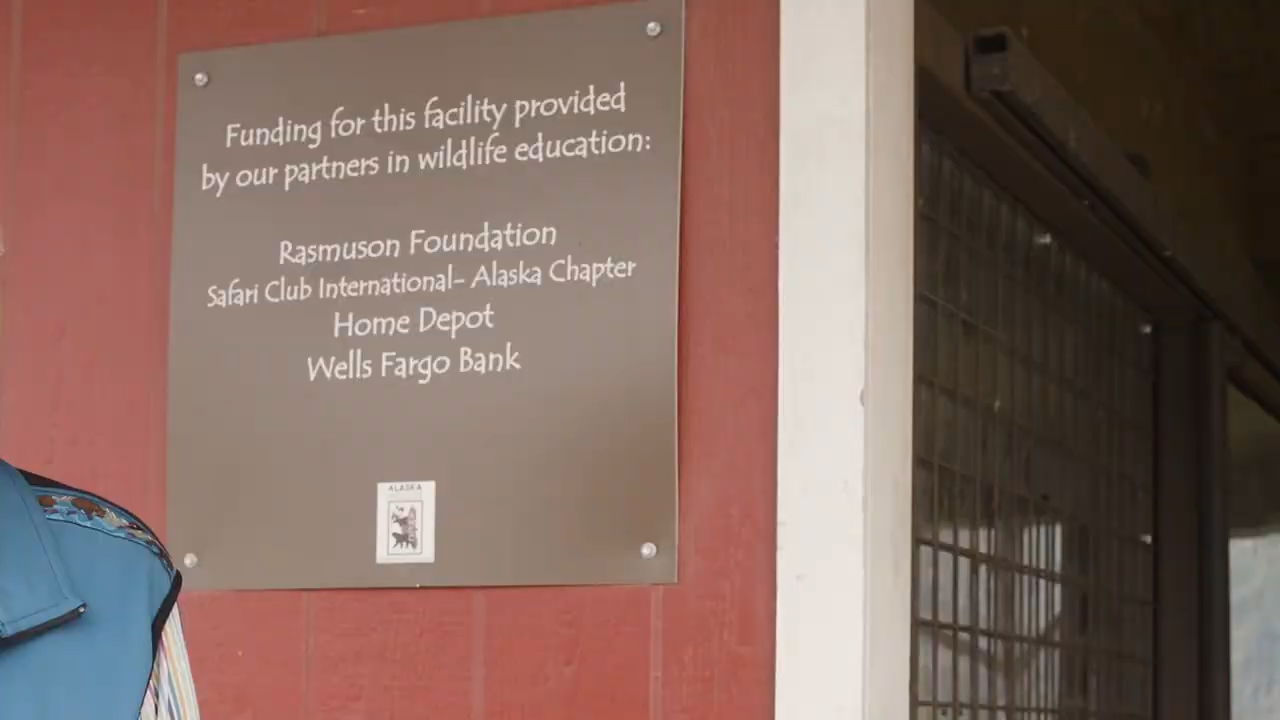 Funding for this facility provided
by our partners in wildlife education:
Rasmuson Foundation
Safari Club International- Alaska Chapter
Home Depot
Wells Fargo Bank
ALASKA